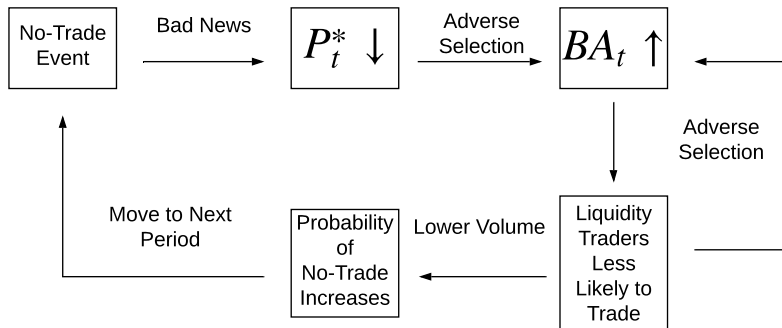 No-Trade
Event
Bad News
P*t ↓
Adverse
Selection
BAt ↑
Adverse
Selection
Move to Next
Period
Probability
of
No-Trade
Increases
Lower Volume
Liquidity
Traders
Less
Likely to
Trade